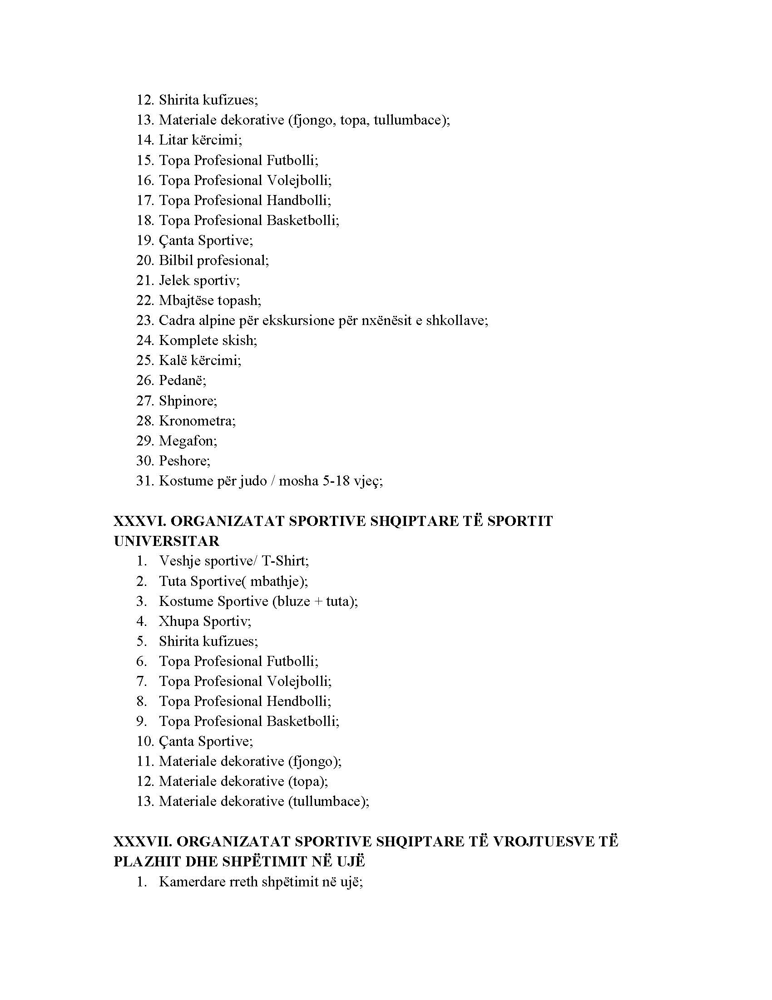 12. Shirita kufizues;
13. Materiale dekorative (fjongo, topa, tullumbace);
14. Litar kërcimi;
15. Topa Profesional Futbolli;
16. Topa Profesional Volejbolli;
17. Topa Profesional Handbolli;
18. Topa Profesional Basketbolli;
19. Çanta Sportive;
20. Bilbil profesional;
21. Jelek sportiv;
22. Mbajtëse topash;
23. Cadra alpine për ekskursione për nxënësit e shkollave;
24. Komplete skish;
25. Kalë kërcimi;
26. Pedanë;
27. Shpinore;
28. Kronometra;
29. Megafon;
30. Peshore;
31. Kostume për judo / mosha 5-18 vjeç;
XXXVI. ORGANIZATAT SPORTIVE SHQIPTARE TË SPORTIT
UNIVERSITAR
1. Veshje sportive/ T-Shirt;
2. Tuta Sportive( mbathje);
3. Kostume Sportive (bluze + tuta);
4. Xhupa Sportiv;
5. Shirita kufizues;
6. Topa Profesional Futbolli;
7. Topa Profesional Volejbolli;
8. Topa Profesional Hendbolli;
9. Topa Profesional Basketbolli;
10. Çanta Sportive;
11. Materiale dekorative (fjongo);
12. Materiale dekorative (topa);
13. Materiale dekorative (tullumbace);
XXXVII. ORGANIZATAT SPORTIVE SHQIPTARE TË VROJTUESVE TË
PLAZHIT DHE SHPËTIMIT NË UJË
1. Kamerdare rreth shpëtimit në ujë;